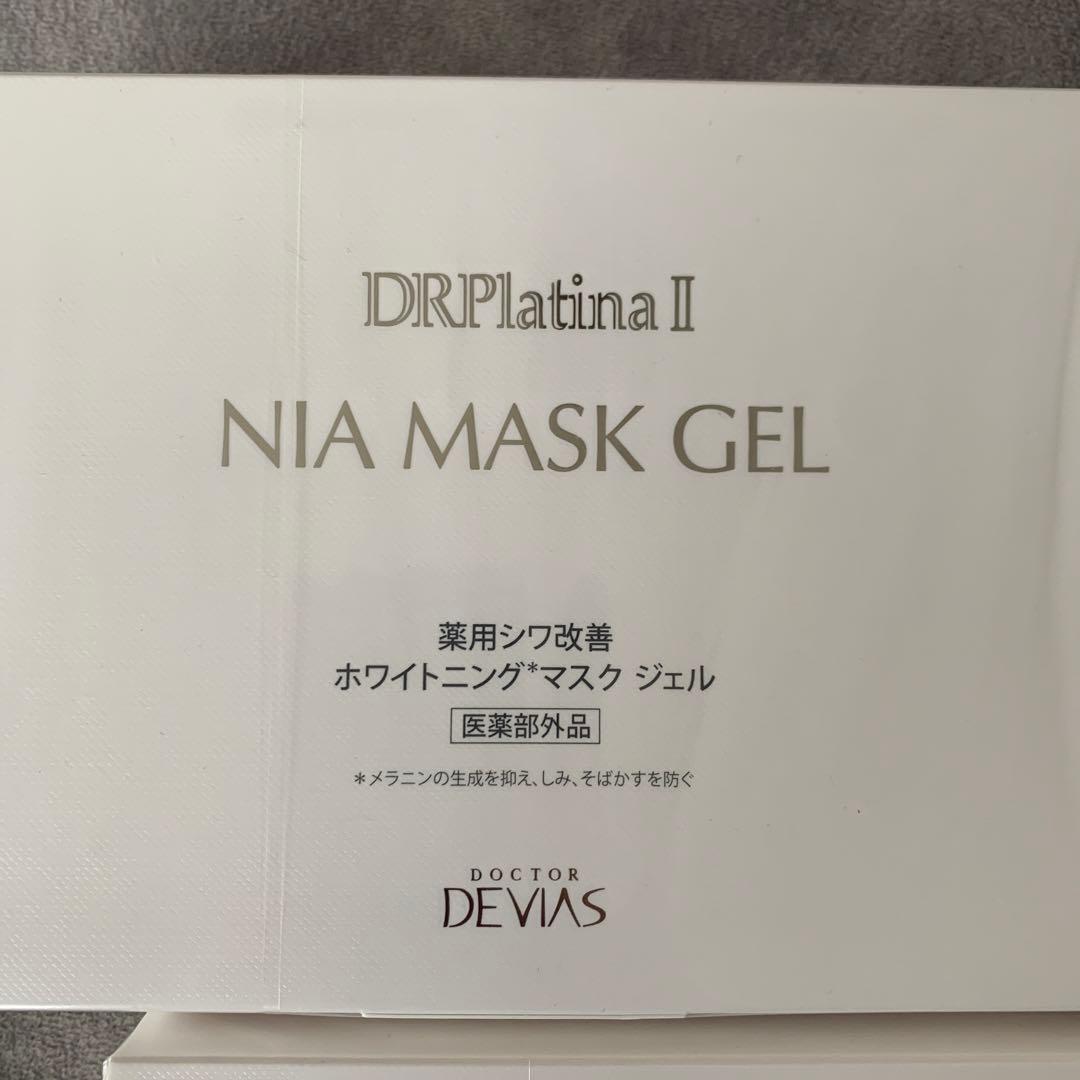 DRPlatina Ⅱ
NIA MASK GEL
薬用シワ改善
ホワイトニング*マスク ジェル
医薬部外品
*メラニンの生成を抑え、しみ、そばかすを防ぐ
DOCTOR
DEVIAS